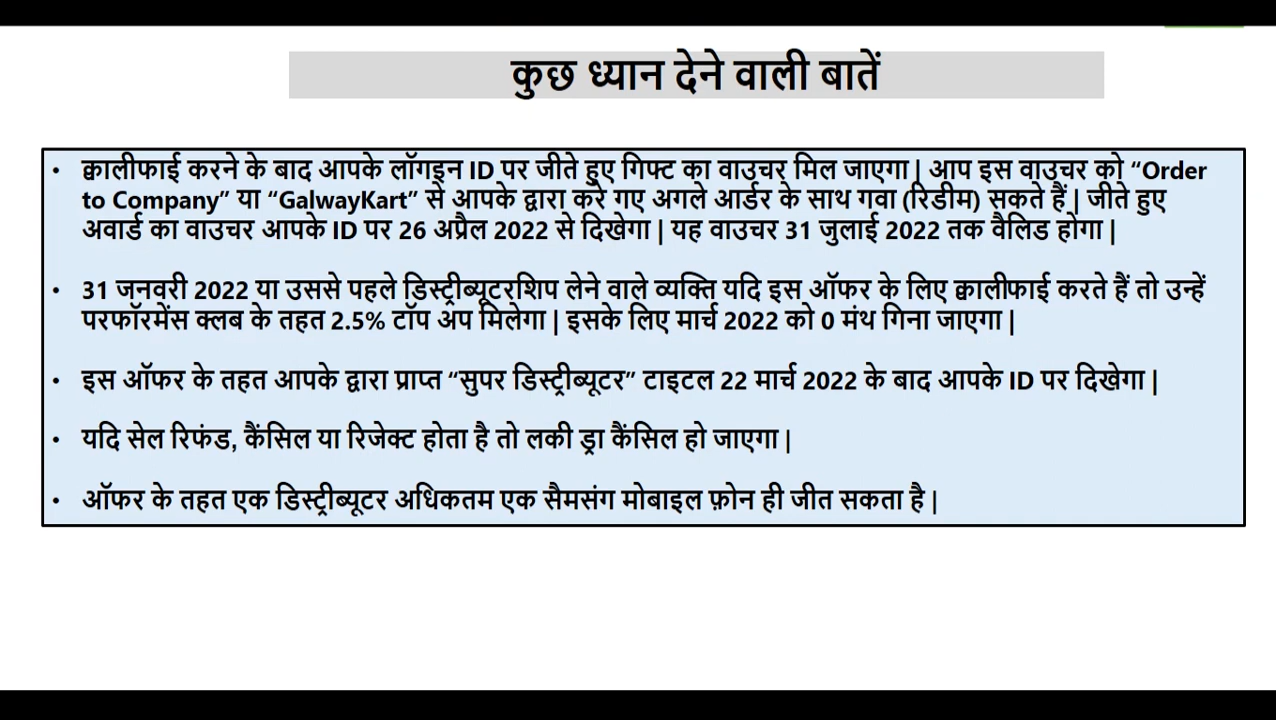 कुछ ध्यान देने वाली बातें
• क्वालीफाई करने के बाद आपके लॉगइन ID पर जीते हुए गिफ्ट का वाउचर मिल जाएगा | आप इस वाउचर को “Order
to Company” या “GalwayKart” से आपके द्वारा करे गए अगले आर्डर के साथ गवा (रिडीम) सकते हैं | जीते हुए
अवार्ड का वाउचर आपके ID पर 26 अप्रैल 2022 से दिखेगा | यह वाउचर 31 जुलाई 2022 तक वैलिड होगा |
• 31 जनवरी 2022 या उससे पहले डिस्ट्रीब्यूटरशिप लेने वाले व्यक्ति यदि इस ऑफर के लिए क्वालीफाई करते हैं तो उन्हें
परफॉरमेंस क्लब के तहत 2.5% टॉप अप मिलेगा | इसके लिए मार्च 2022 को 0 मंथ गिना जाएगा |
• इस ऑफर के तहत आपके द्वारा प्राप्त “सुपर डिस्ट्रीब्यूटर” टाइटल 22 मार्च 2022 के बाद आपके ID पर दिखेगा |
• यदि सेल रिफंड, कैंसिल या रिजेक्ट होता है तो लकी ड्रा कैंसिल हो जाएगा |
• ऑफर के तहत एक डिस्ट्रीब्यूटर अधिकतम एक सैमसंग मोबाइल फ़ोन ही जीत सकता है |